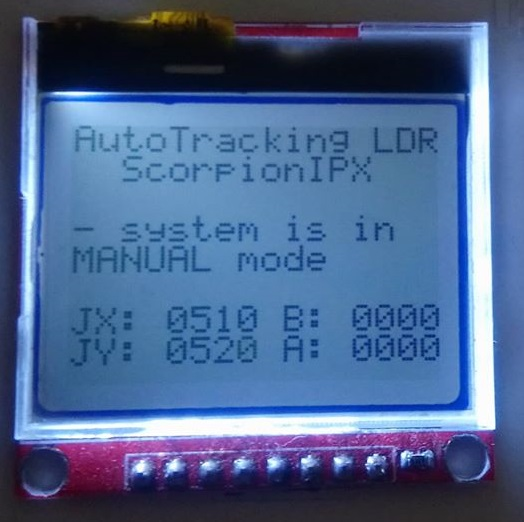 AutoTracking LDR
ScorpionIPX
- system is in
MANUAL mode
JX: 0510 B: 0000
JY: 0520 A: 0000